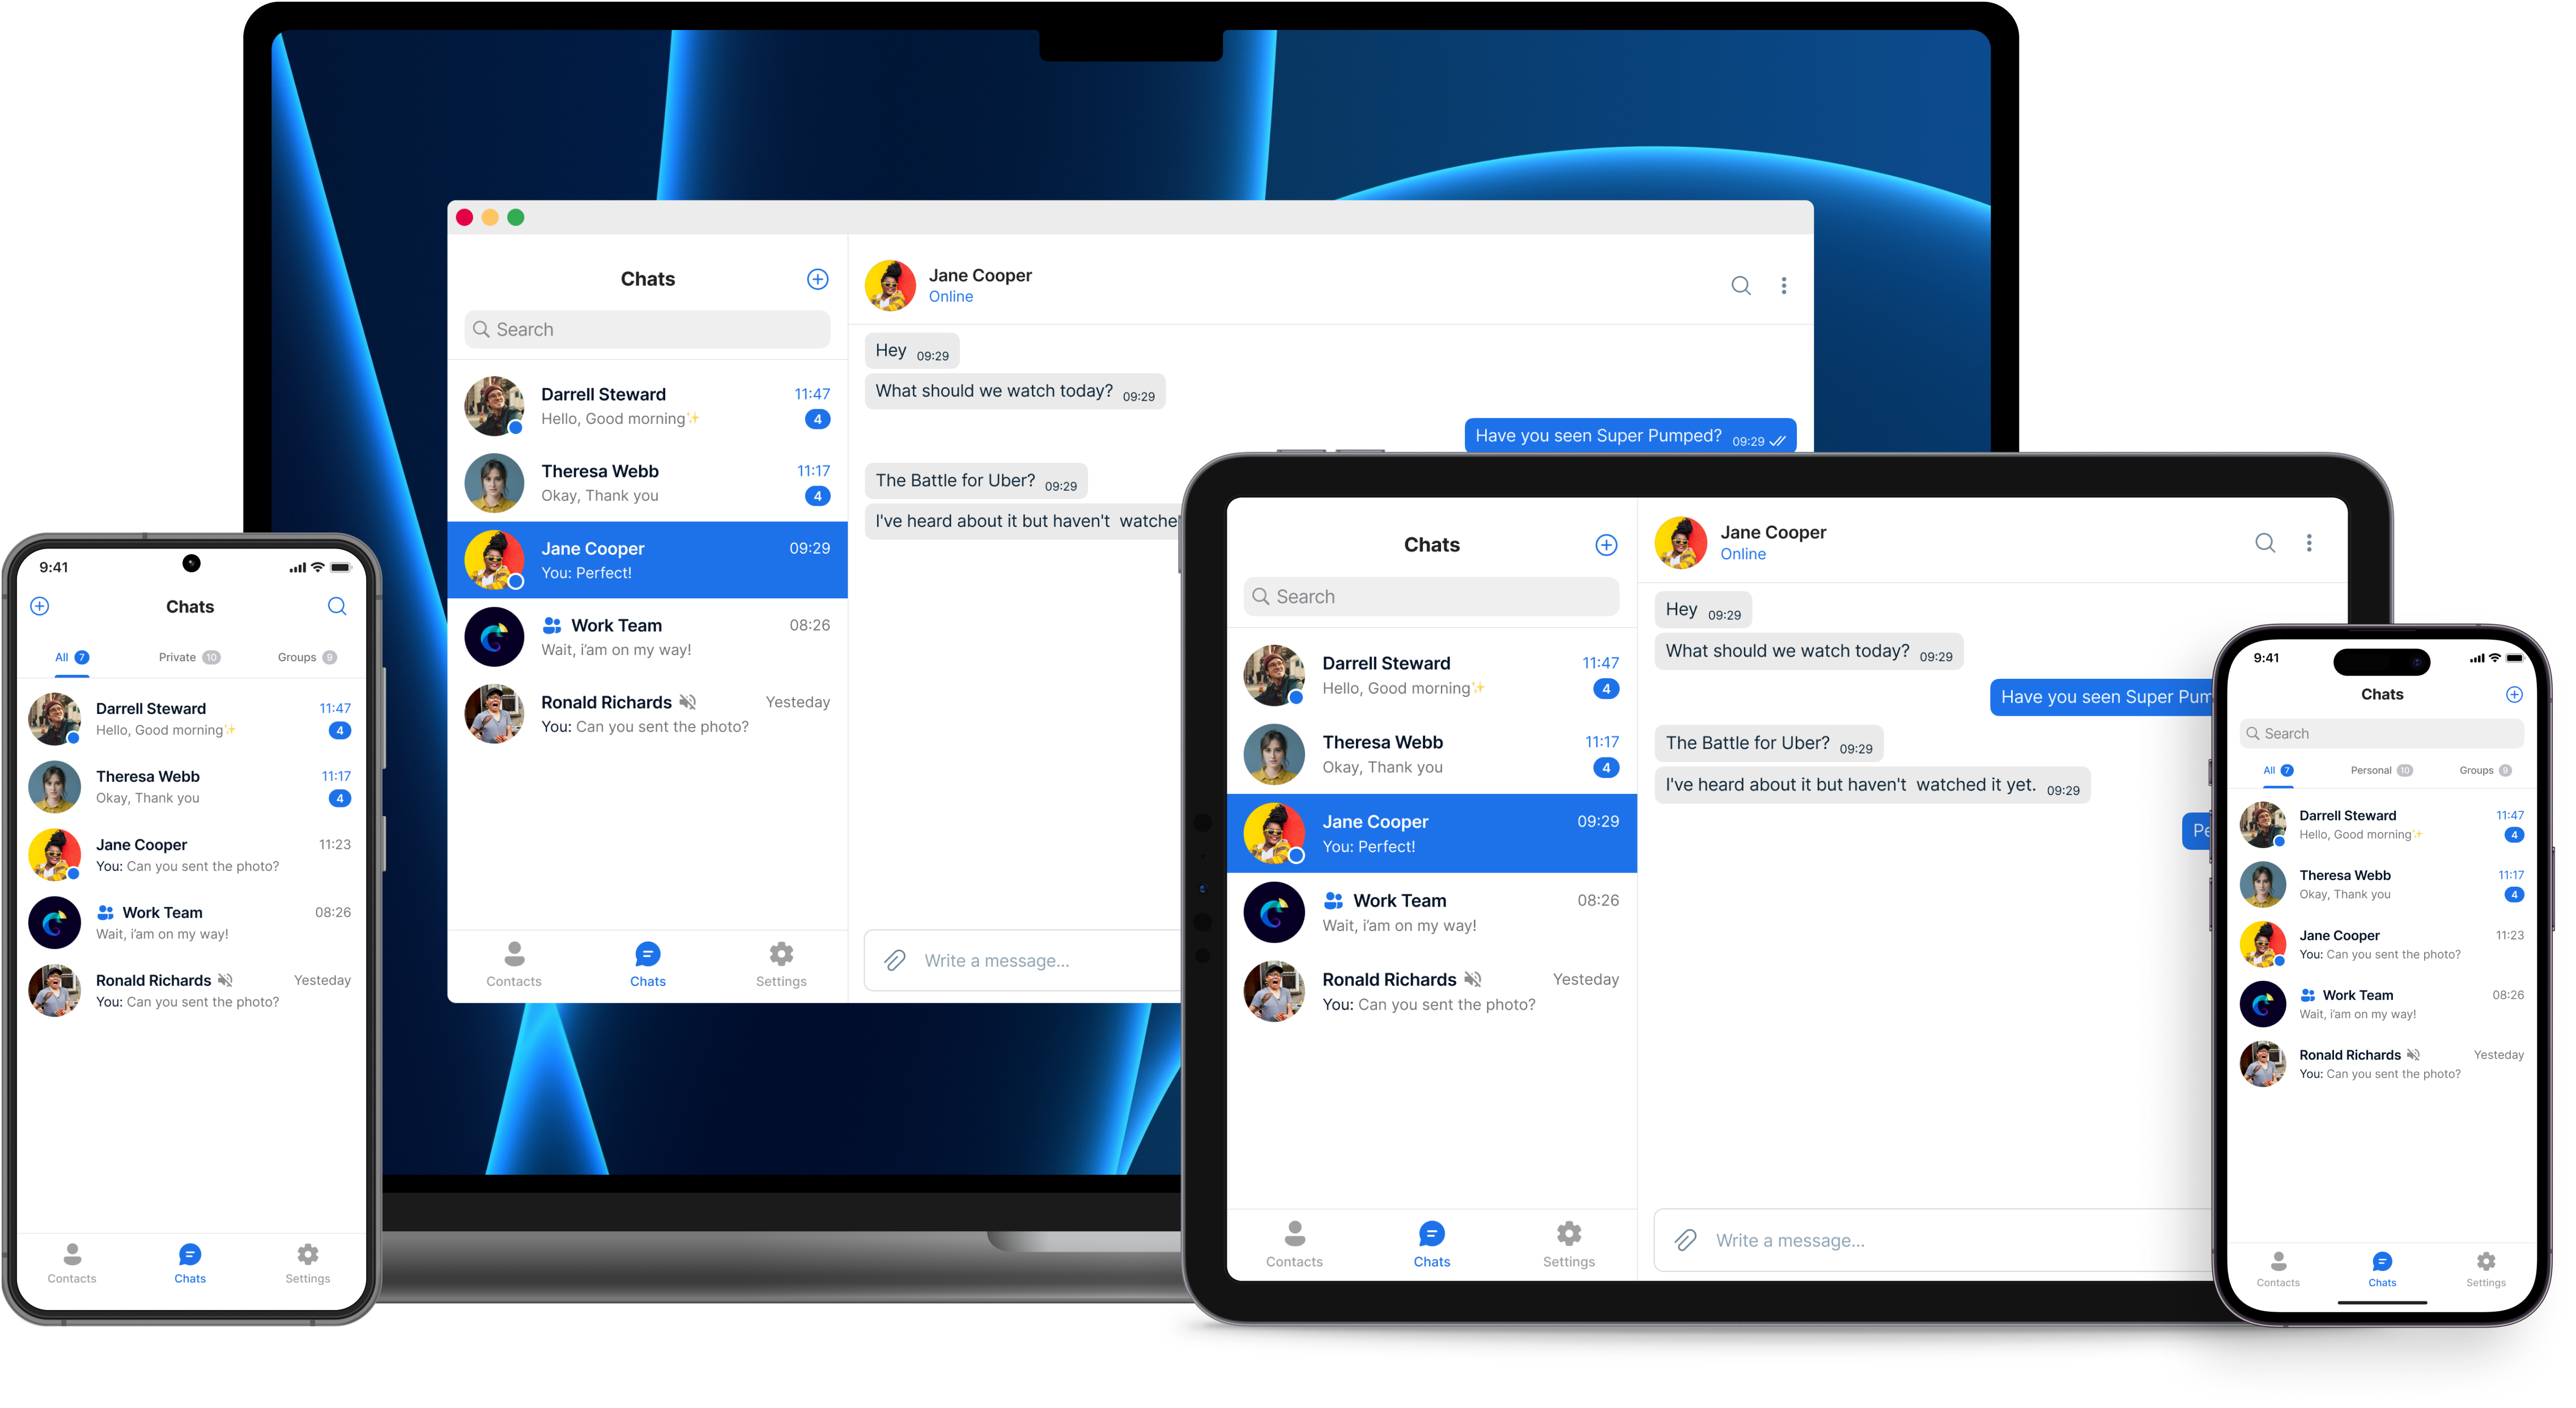 Chats
Search
Darrell Steward 11:47
Hello, Good morning✨ 4
Theresa Webb 11:17
Okay, Thank you 4
Jane Cooper 09:29
You: Perfect!
Work Team 08:26
Wait, i'am on my way!
Ronald Richards Yesteday
You: Can you sent the photo?
Contacts Chats Settings
Jane Cooper
Online
Hey 09:29
What should we watch today? 09:29
Have you seen Super Pumped? 09:29
The Battle for Uber? 09:29
I've heard about it but haven't watche
Write a message...
9:41
Chats
All 7 Private 10 Groups 9
Darrell Steward 11:47
Hello, Good morning✨ 4
Theresa Webb 11:17
Okay, Thank you 4
Jane Cooper 11:23
You: Can you sent the photo?
Work Team 08:26
Wait, i'am on my way!
Ronald Richards Yesteday
You: Can you sent the photo?
Contacts Chats Settings
Chats
Search
Darrell Steward 11:47
Hello, Good morning✨ 4
Theresa Webb 11:17
Okay, Thank you 4
Jane Cooper 09:29
You: Perfect!
Work Team 08:26
Wait, i'am on my way!
Ronald Richards Yesteday
You: Can you sent the photo?
Contacts Chats Settings
Jane Cooper
Online
Hey 09:29
What should we watch today? 09:29
Have you seen Super Pum
The Battle for Uber? 09:29
I've heard about it but haven't watched it yet. 09:29
Pe
Write a message...
9:41
Chats
Search
All 7 Personal 10 Groups 9
Darrell Steward 11:47
Hello, Good morning✨ 4
Theresa Webb 11:17
Okay, Thank you 4
Jane Cooper 11:23
You: Can you sent the photo?
Work Team 08:26
Wait, i'am on my way!
Ronald Richards Yesteday
You: Can you sent the photo?
Contacts Chats Settings